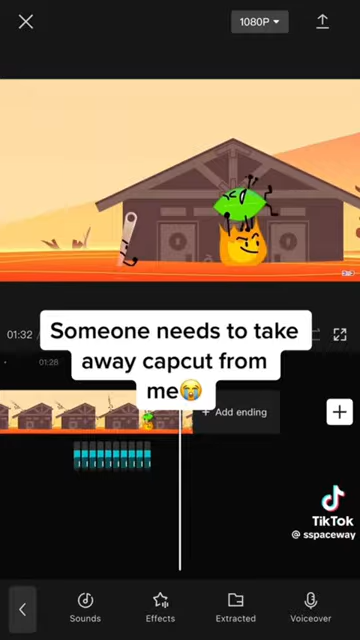 1080P
01:32 /
Someone needs to take
away capcut from
me😭
01:28
+ Add ending
TikTok
@ sspaceway
Sounds
Effects
Extracted
Voiceover